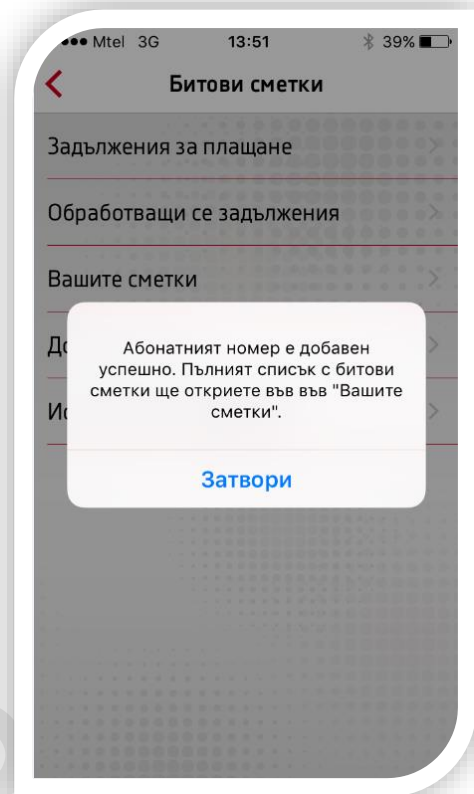 Mtel 3G 13:51 39%
Битови сметки
Задължения за плащане
Обработващи се задължения
Вашите сметки
Абонатният номер е добавен
успешно. Пълният списък с битови
сметки ще откриете във във "Вашите
сметки".
Затвори